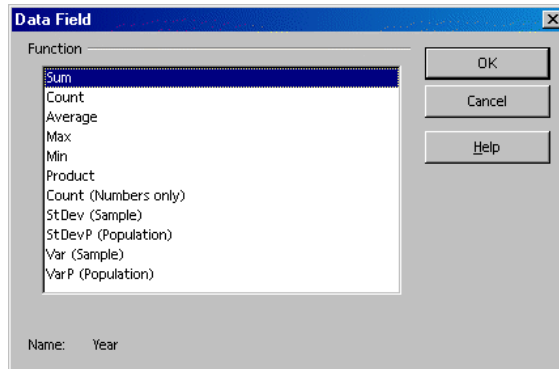 Data Field
Function
OK
Cancel
Help
Sum
Count
Average
Max
Min
Product
Count (Numbers only)
StDev (Sample)
StDevP (Population)
Var (Sample)
VarP (Population)
Name: Year